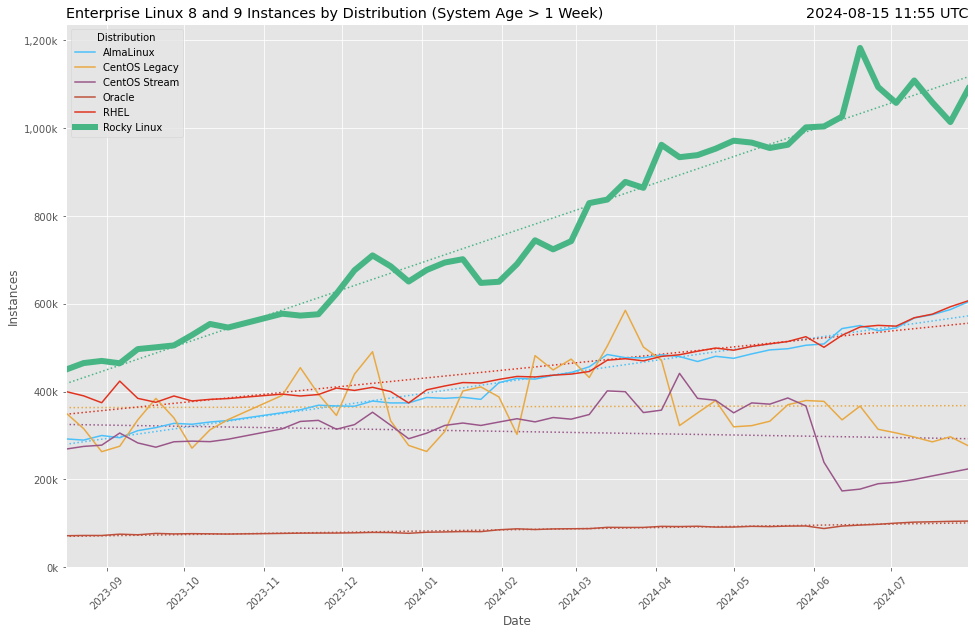 Enterprise Linux 8 and 9 Instances by Distribution (System Age > 1 Week)
2024-08-15 11:55 UTC
Distribution
AlmaLinux
CentOS Legacy
CentOS Stream
Oracle
RHEL
Rocky Linux
1,200k
1,000k
800k
600k
400k
200k
0k
Instances
2023-09
2023-10
2023-11
2023-12
2024-01
2024-02
2024-03
2024-04
2024-05
2024-06
2024-07
Date